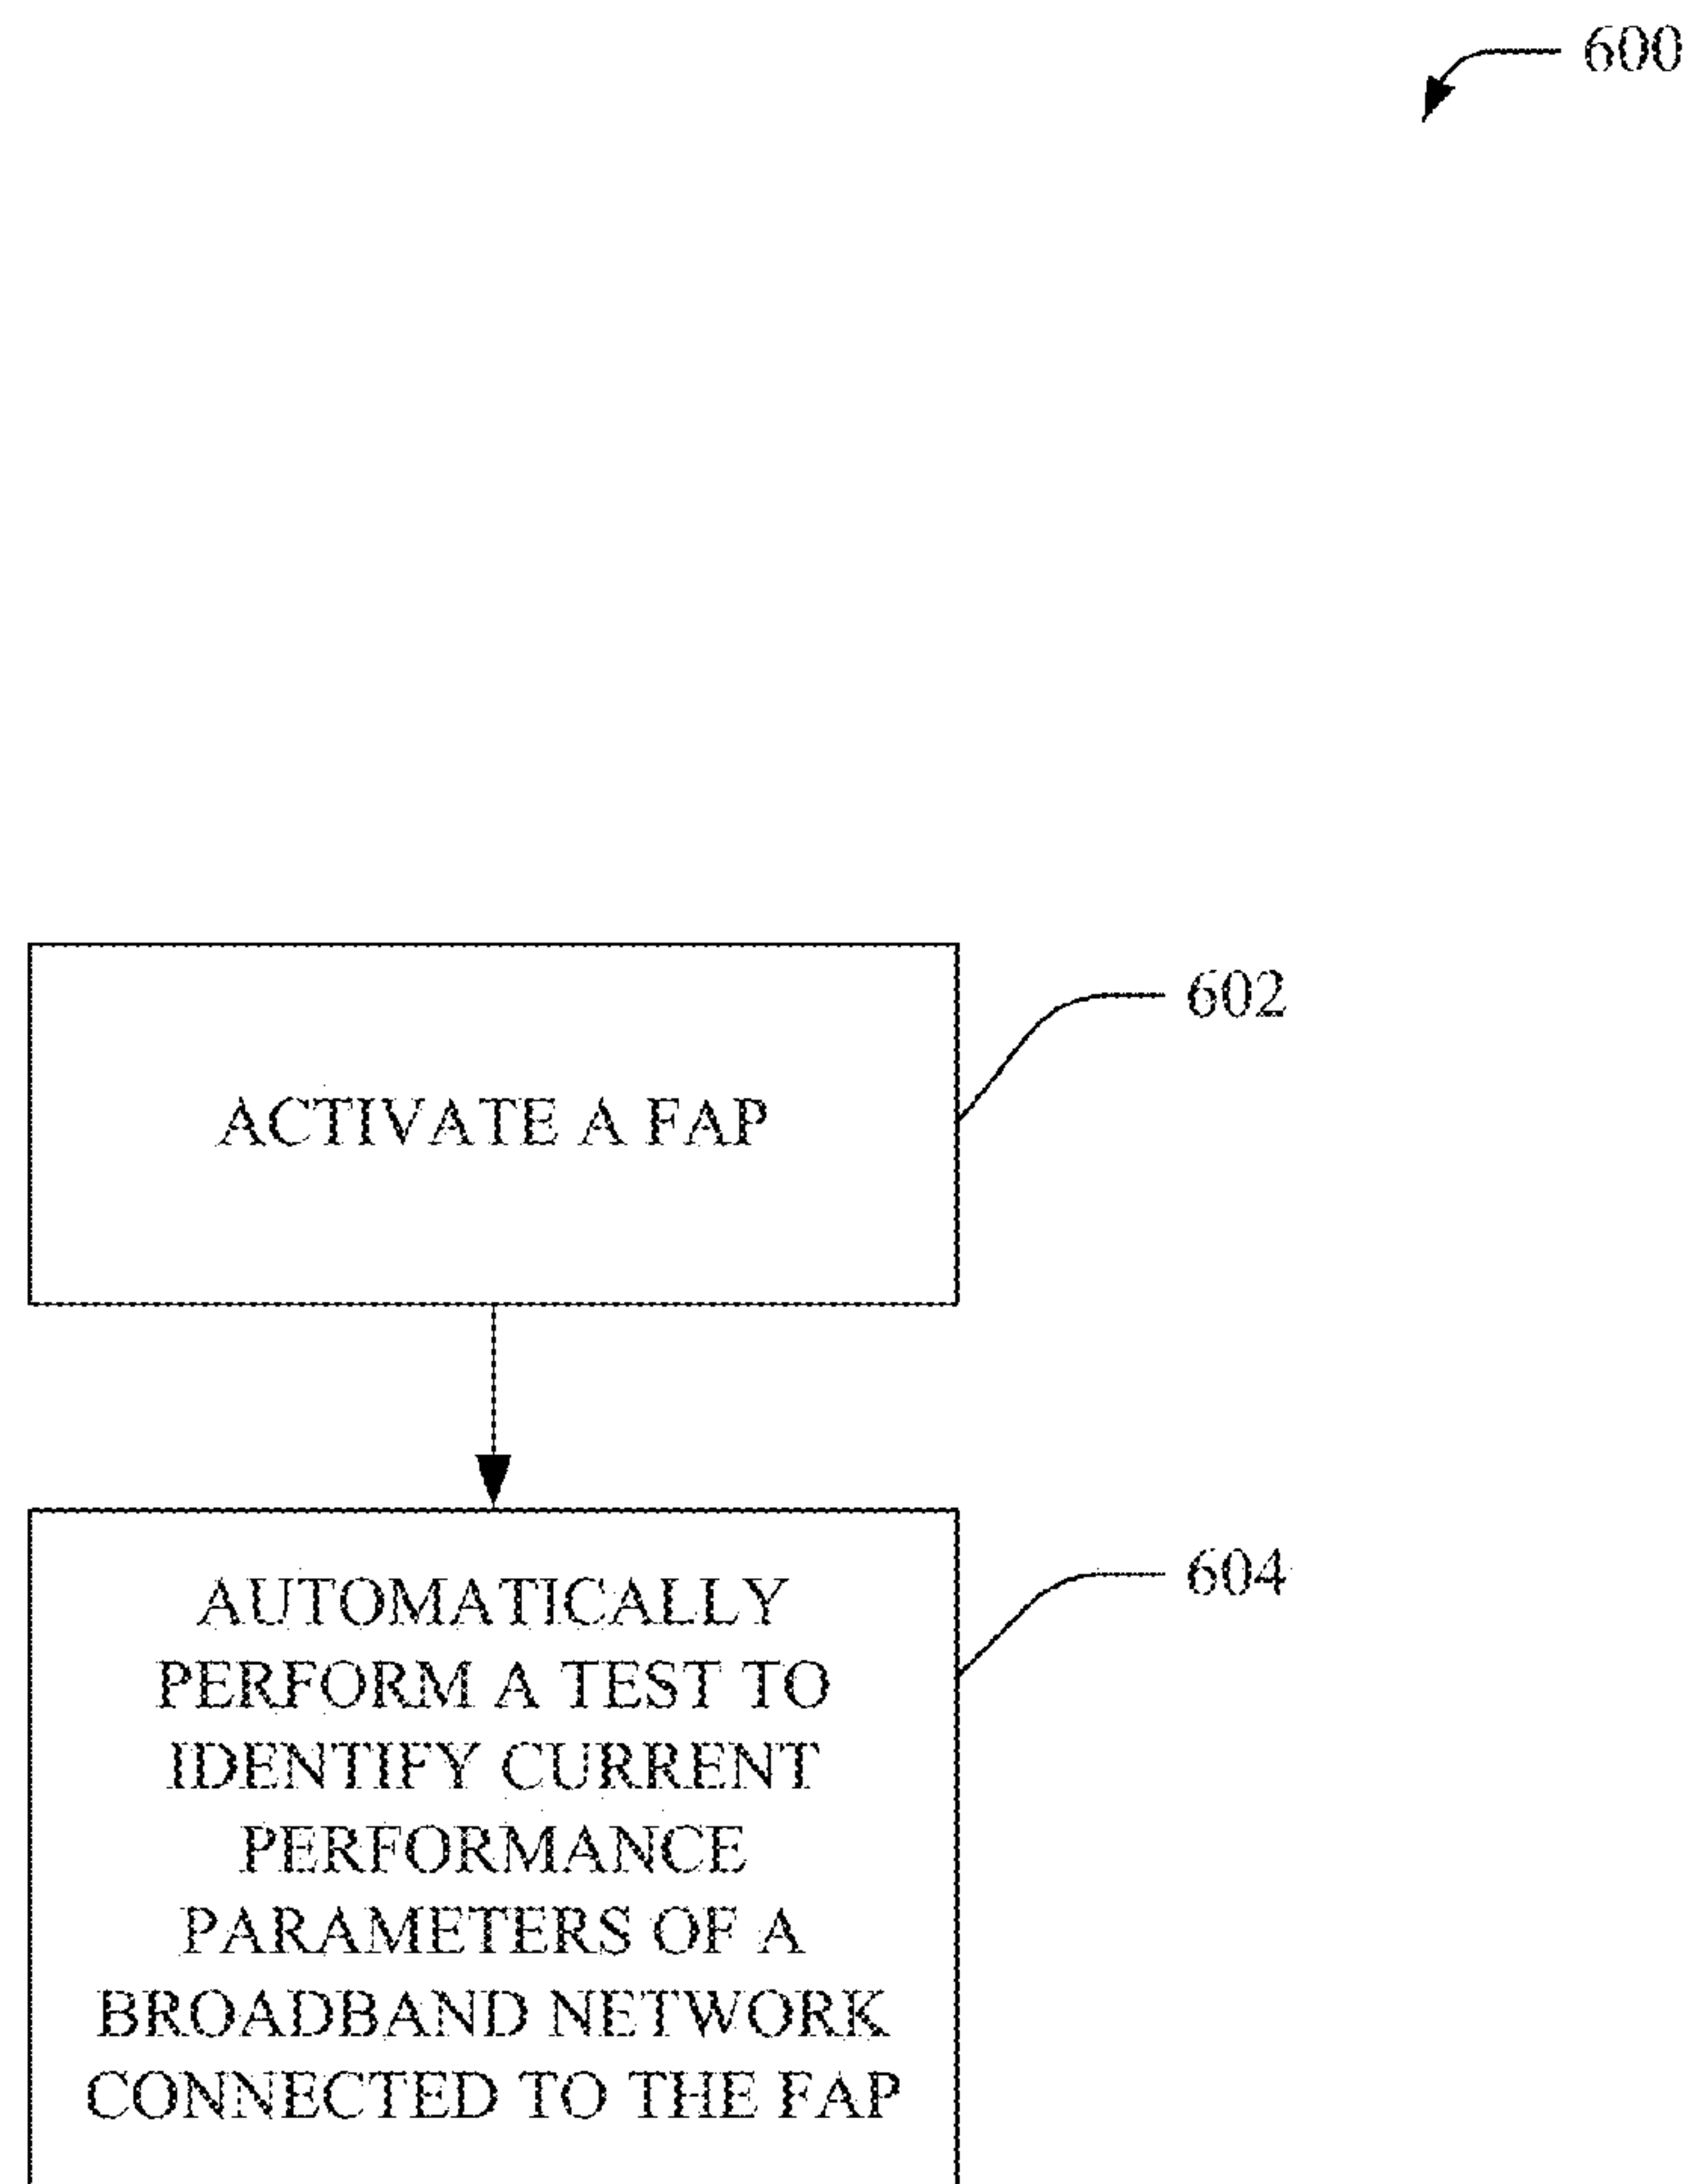 600
ACTIVATE A FAP
602
AUTOMATICALLY
PERFORM A TEST TO
IDENTIFY CURRENT
PERFORMANCE
PARAMETERS OF A
BROADBAND NETWORK
CONNECTED TO THE FAP
604